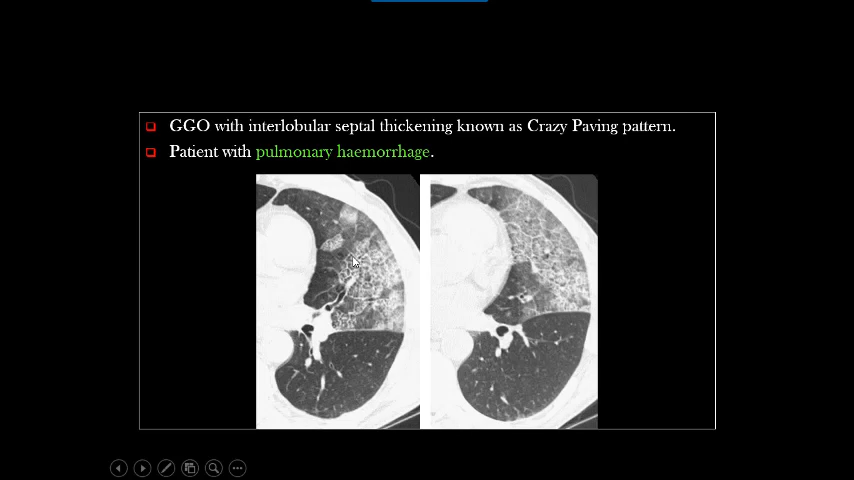 GGO with interlobular septal thickening known as Crazy Paving pattern.
Patient with pulmonary haemorrhage.